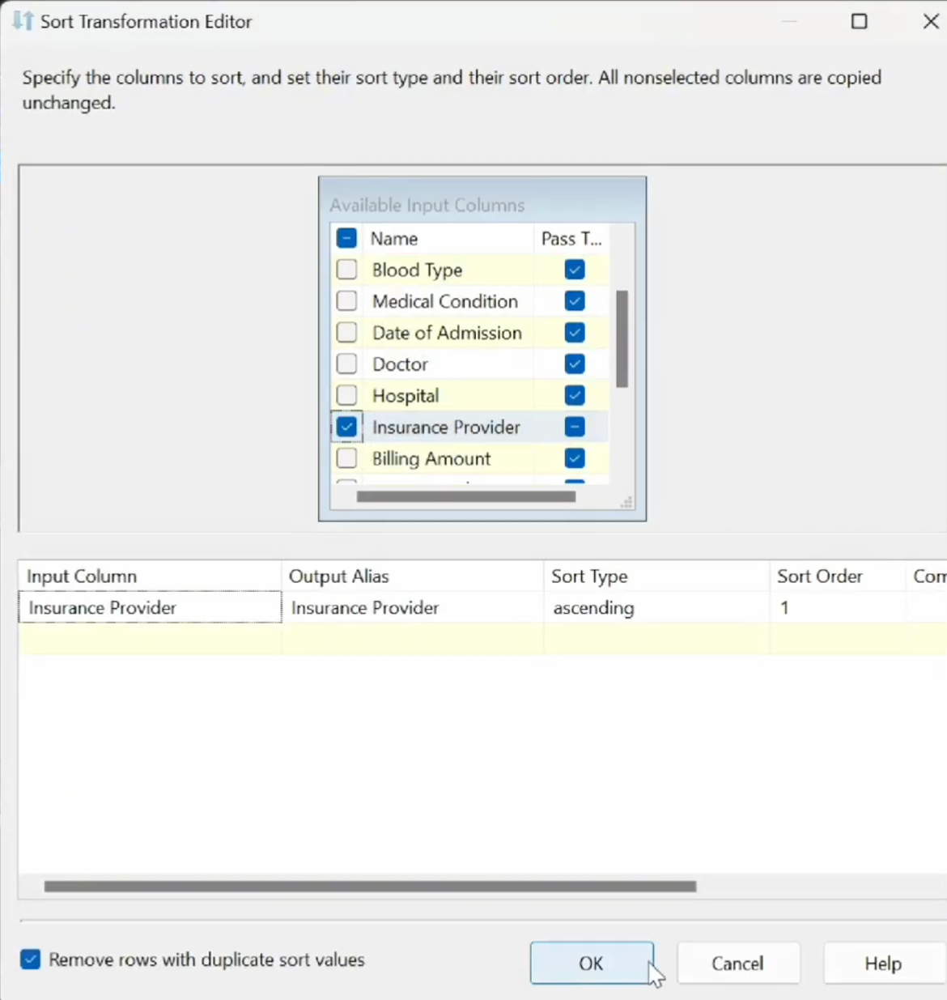 Sort Transformation Editor
Specify the columns to sort, and set their sort type and their sort order. All nonselected columns are copied
unchanged.
Available Input Columns
Name Pass T...
Blood Type
Medical Condition
Date of Admission
Doctor
Hospital
Insurance Provider
Billing Amount
Input Column Output Alias Sort Type Sort Order Com
Insurance Provider Insurance Provider ascending 1
Remove rows with duplicate sort values OK Cancel Help